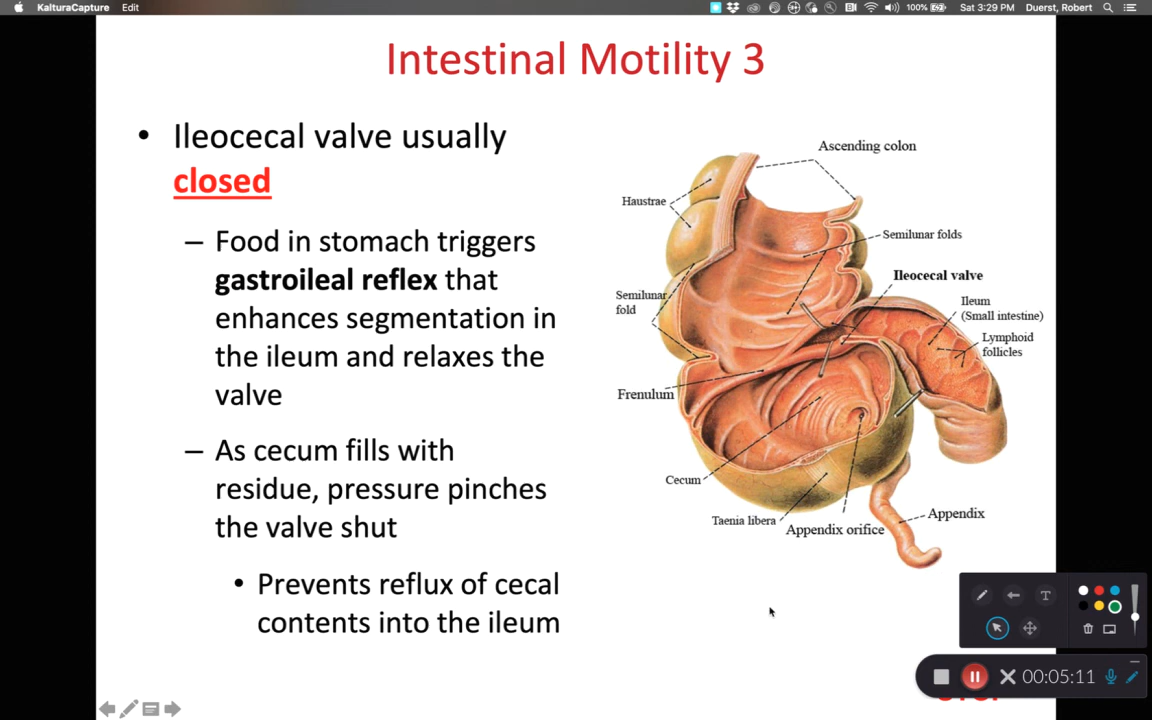 KalturaCapture Edit
100% Sat 3:29 PM Duerst, Robert
Intestinal Motility 3
• Ileocecal valve usually
closed
– Food in stomach triggers
gastroileal reflex that
enhances segmentation in
the ileum and relaxes the
valve
– As cecum fills with
residue, pressure pinches
the valve shut
• Prevents reflux of cecal
contents into the ileum
Ascending colon
Haustrae
Semilunar folds
Ileocecal valve
Semilunar
fold
Ileum
(Small intestine)
Lymphoid
follicles
Frenulum
Cecum
Taenia libera
Appendix orifice
Appendix
T
00:05:11